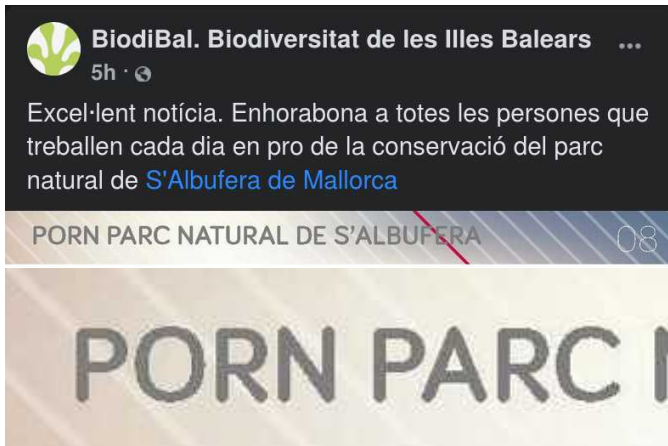 BiodiBal. Biodiversitat de les Illes Balears
5h ·
Excel·lent notícia. Enhorabona a totes les persones que
treballen cada dia en pro de la conservació del parc
natural de S'Albufera de Mallorca
PORN PARC NATURAL DE S’ALBUFERA 08
PORN PARC